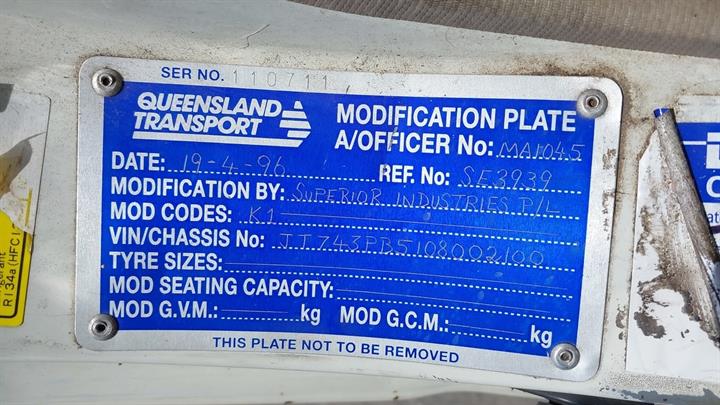 SER NO. 110711
QUEENSLAND TRANSPORT
MODIFICATION PLATE
A/OFFICER No: MA1045
DATE: 19-4-96
REF. No: SE3939
MODIFICATION BY: SUPERIOR INDUSTRIES P/L
MOD CODES: K1
VIN/CHASSIS No: JT743PB5108002100
TYRE SIZES:
MOD SEATING CAPACITY:
MOD G.V.M.: kg MOD G.C.M.: kg
THIS PLATE NOT TO BE REMOVED
R134a (HFC1